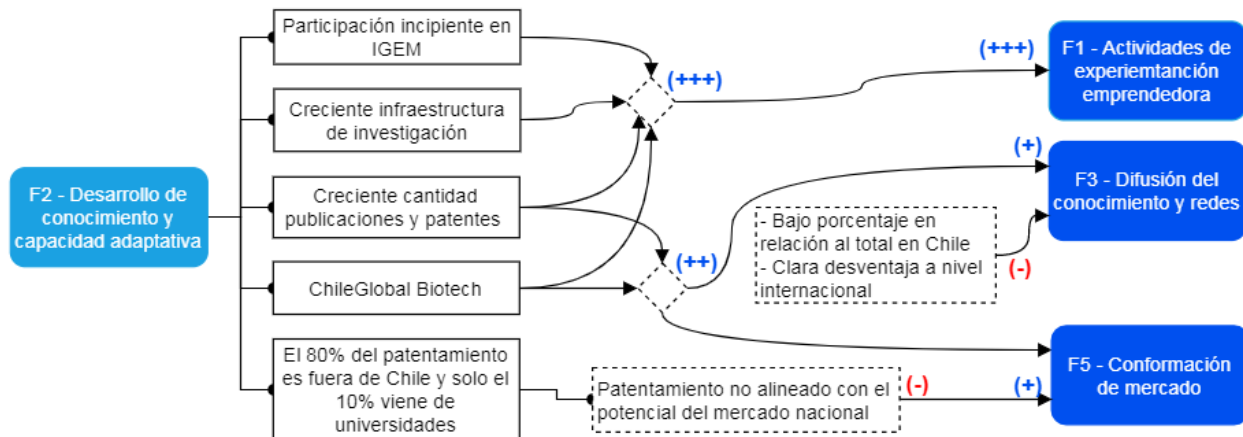 Participación incipiente en
IGEM
Creciente infraestructura
de investigación
Creciente cantidad
publicaciones y patentes
ChileGlobal Biotech
El 80% del patentamiento
es fuera de Chile y solo el
10% viene de
universidades
F2 - Desarrollo de
conocimiento y
capacidad adaptativa
(+++)
(++)
- Bajo porcentaje en
relación al total en Chile
- Clara desventaja a nivel
internacional
Patentamiento no alineado con el
potencial del mercado nacional
(+++)
(+)
(-)
(-)
(+)
F1 - Actividades de
experiemtanción
emprendedora
F3 - Difusión del
conocimiento y redes
F5 - Conformación
de mercado